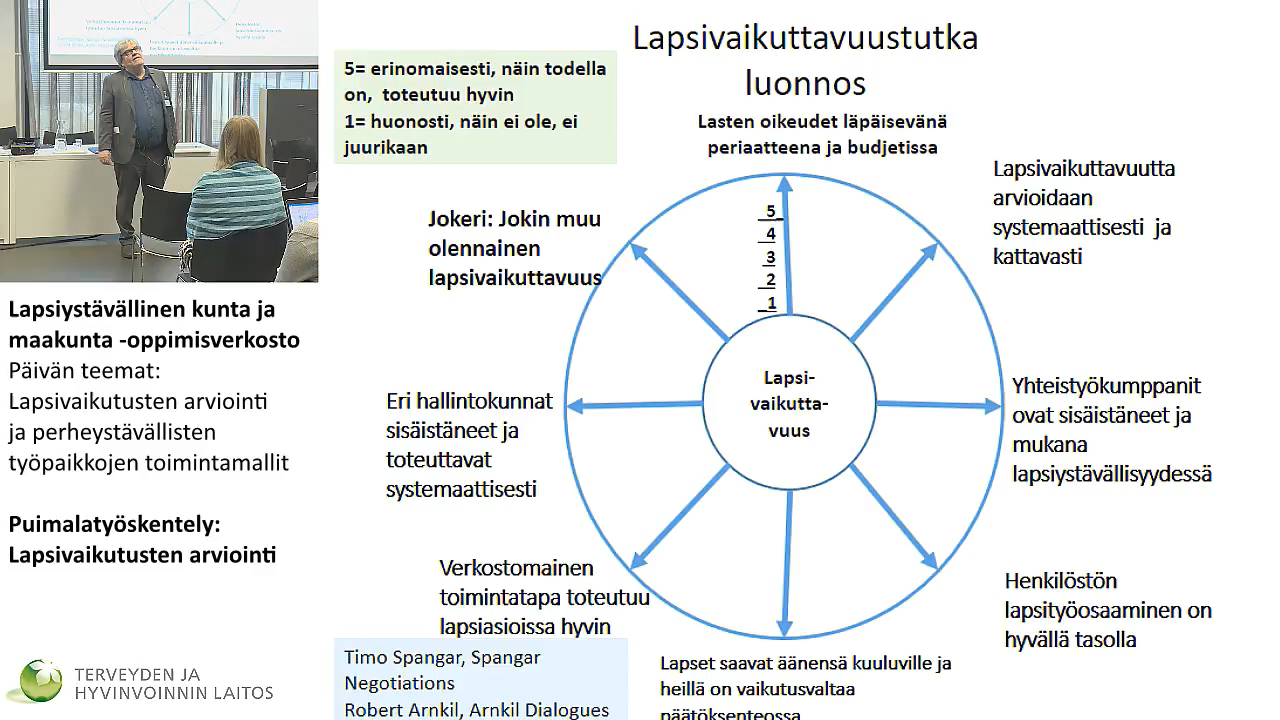 Lapsivaikuttavuustutka
luonnos
5= erinomaisesti, näin todella
on, toteutuu hyvin
1= huonosti, näin ei ole, ei
juurikaan
Lasten oikeudet läpäisevänä
periaatteena ja budjetissa
Lapsivaikuttavuutta
arvioidaan
systemaattisesti ja
kattavasti
Jokeri: Jokin muu
olennainen
lapsivaikuttavuus
5
4
3
2
1
Lapsi-
vaikutta-
vuus
Yhteistyökumppanit
ovat sisäistäneet ja
mukana
lapsiystävällisyydessä
Eri hallintokunnat
sisäistäneet ja
toteuttavat
systemaattisesti
Henkilöstön
lapsityöosaaminen on
hyvällä tasolla
Verkostomainen
toimintatapa toteutuu
lapsiasioissa hyvin
Lapset saavat äänensä kuuluville ja
heillä on vaikutusvaltaa
päätöksenteossa
Timo Spangar, Spangar
Negotiations
Robert Arnkil, Arnkil Dialogues
Lapsiystävällinen kunta ja
maakunta -oppimisverkosto
Päivän teemat:
Lapsivaikutusten arviointi
ja perheystävällisten
työpaikkojen toimintamallit
Puimalatyöskentely:
Lapsivaikutusten arviointi
TERVEYDEN JA
HYVINVOINNIN LAITOS